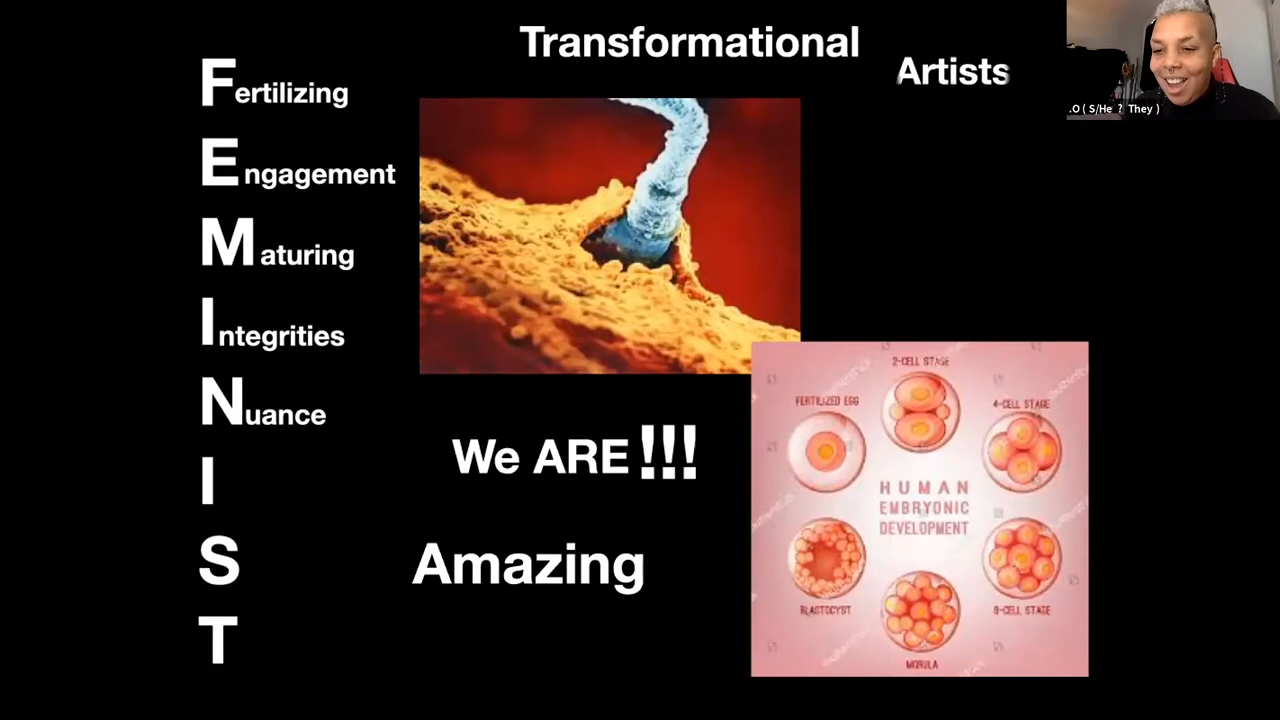 Transformational
Artists
Fertilizing
Engagement
Maturing
Integrities
Nuance
I
S
T
We ARE!!!
Amazing
.O ( S/He ? They )
2-CELL STAGE
FERTILIZED EGG
4-CELL STAGE
HUMAN
EMBRYONIC
DEVELOPMENT
BLASTOCYST
8-CELL STAGE
MORULA